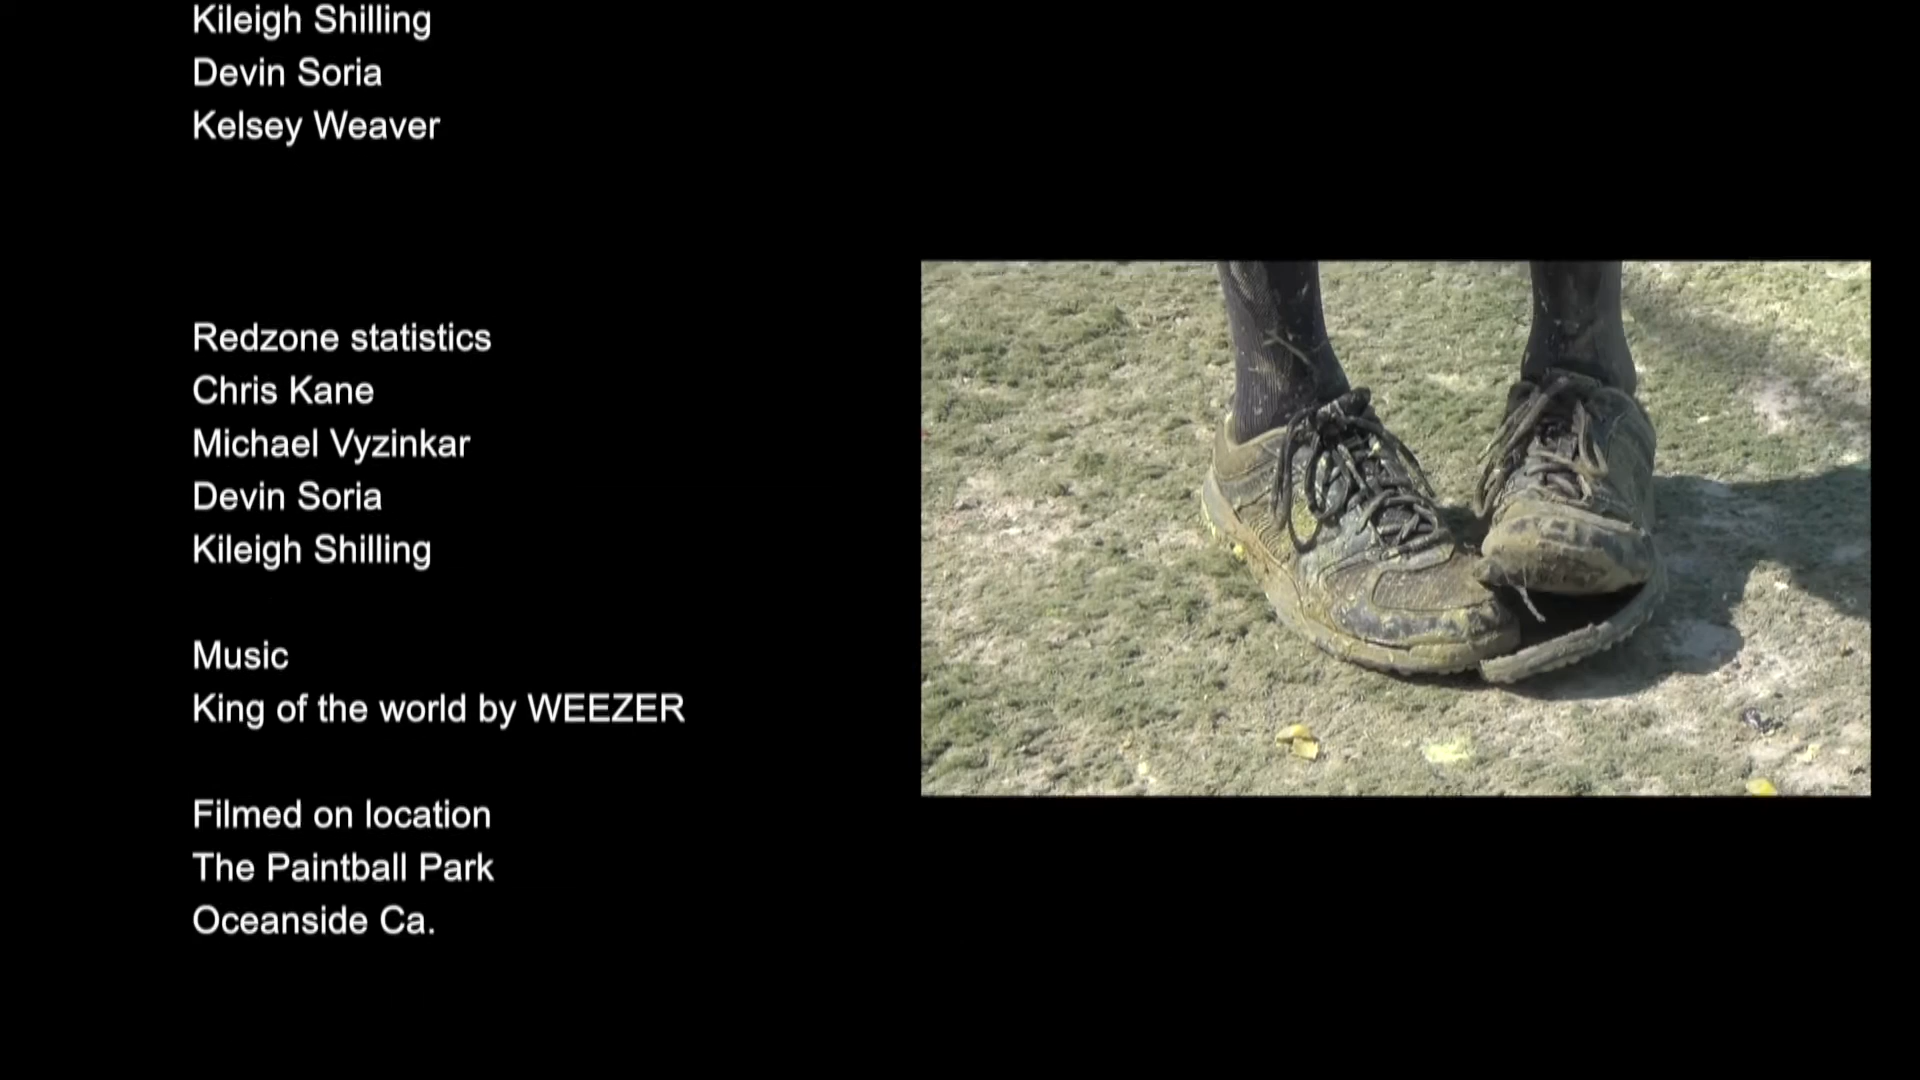 Kileigh Shilling
Devin Soria
Kelsey Weaver
Redzone statistics
Chris Kane
Michael Vyzinkar
Devin Soria
Kileigh Shilling
Music
King of the world by WEEZER
Filmed on location
The Paintball Park
Oceanside Ca.